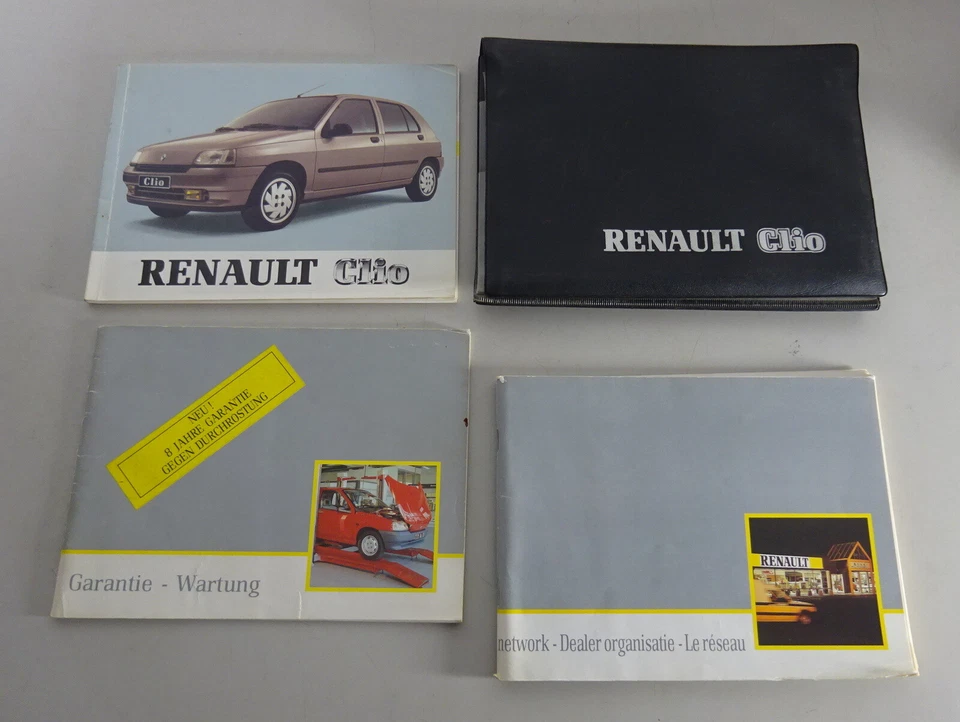 Clio
RENAULT Clio
RENAULT Clio
NEU!
8 JAHRE GARANTIE
GEGEN DURCHROSTUNG
Garantie - Wartung
RENAULT
network - Dealer organisatie - Le réseau